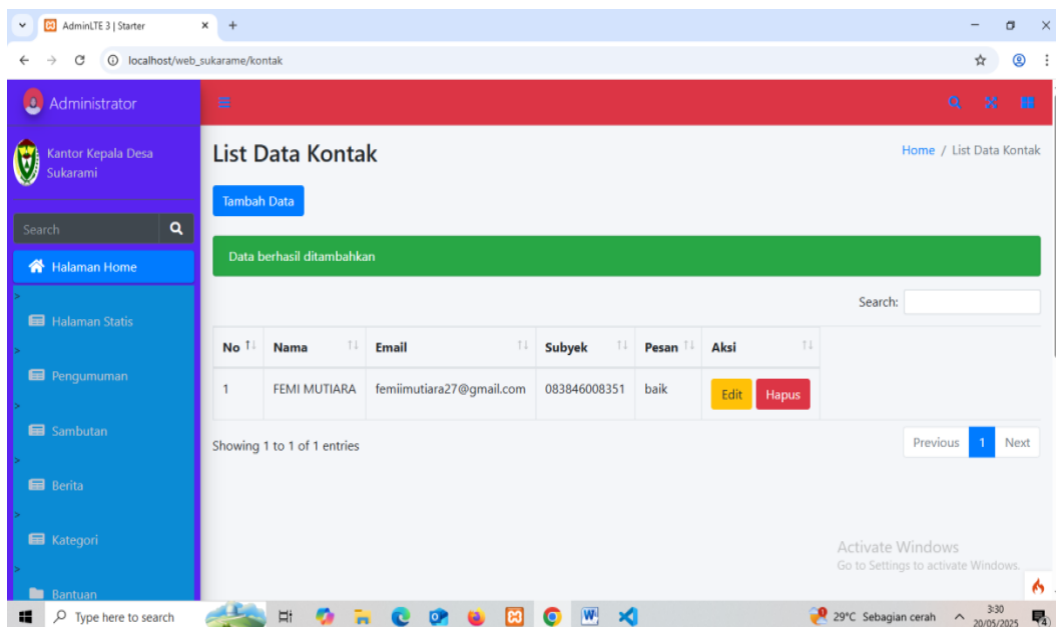 AdminLTE 3 | Starter
localhost/web_sukarame/kontak
Administrator
Kantor Kepala Desa
Sukarami
List Data Kontak
Home / List Data Kontak
Tambah Data
Search
Data berhasil ditambahkan
Halaman Home
>
Search:
Halaman Statis
No Nama Email Subyek Pesan Aksi
>
Pengumuman
1 FEMI MUTIARA femiimutiara27@gmail.com 083846008351 baik Edit Hapus
>
Sambutan
Showing 1 to 1 of 1 entries
Previous 1 Next
>
Berita
>
Kategori
Activate Windows
Go to Settings to activate Windows.
>
Bantuan
Type here to search
29°C Sebagian cerah
3:30
20/05/2025
4